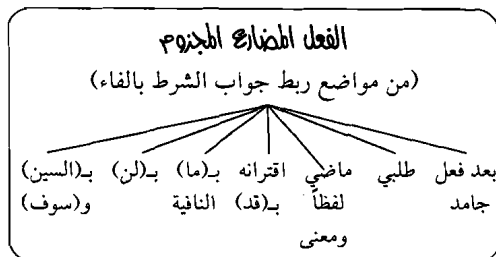 الفعل المضارع المجزوم
(من مواضع ربط جواب الشرط بالفاء)
بعد فعل جامد
طلبي
ماضي لفظاً ومعنى
اقترانه بـ(قد)
بـ(ما) النافية
بـ(لن)
بـ(السين) و(سوف)